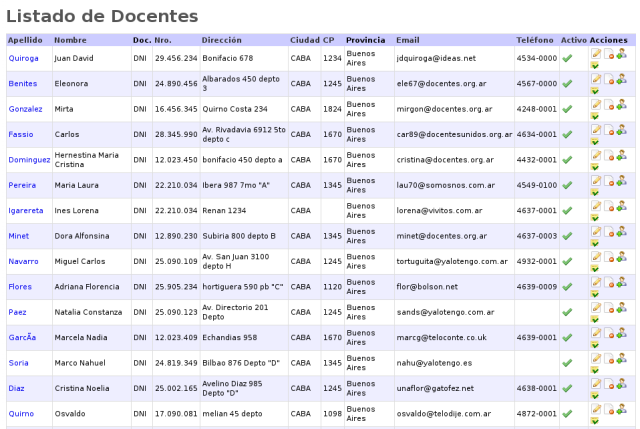 Listado de Docentes
Apellido Nombre Doc. Nro. Dirección Ciudad CP Provincia Email Teléfono Activo Acciones
Quiroga Juan David DNI 29.456.234 Bonifacio 678 CABA 1234 Buenos Aires jdquiroga@ideas.net 4534-0000
Benites Eleonora DNI 24.890.456 Albarados 450 depto 3 CABA 1245 Buenos Aires ele67@docentes.org.ar 4567-0000
Gonzalez Mirta DNI 16.456.345 Quirno Costa 234 CABA 1824 Buenos Aires mirgon@docentes.org.ar 4248-0001
Fassio Carlos DNI 28.345.990 Av. Rivadavia 6912 5to depto c CABA 1670 Buenos Aires car89@docentesunidos.org.ar 4634-0001
Dominguez Hernestina Maria Cristina DNI 12.023.450 bonifacio 450 depto a CABA 1670 Buenos Aires cristina@docentes.org.ar 4432-0001
Pereira Maria Laura DNI 22.210.034 Ibera 987 7mo "A" CABA 1345 Buenos Aires lau70@somosnos.com.ar 4549-0100
Igarereta Ines Lorena DNI 22.210.034 Renan 1234 CABA Buenos Aires lorena@vivitos.com.ar 4637-0001
Minet Dora Alfonsina DNI 12.890.230 Subiria 800 depto B CABA 1345 Buenos Aires minet@docentes.org.ar 4637-0003
Navarro Miguel Carlos DNI 25.090.109 Av. San Juan 3100 depto H CABA 1245 Buenos Aires tortuguita@yalotengo.com.ar 4932-0001
Flores Adriana Florencia DNI 25.905.234 hortiguera 590 pb "C" CABA 1120 Buenos Aires flor@bolson.net 4639-0009
Paez Natalia Constanza DNI 25.090.123 Av. Directorio 201 Depto CABA 1245 Buenos Aires sands@yalotengo.com.ar
GarcÃa Marcela Nadia DNI 12.023.409 Echandias 958 CABA 1670 Buenos Aires marcg@teloconte.co.uk 4639-0001
Soria Marco Nahuel DNI 24.819.349 Bilbao 876 Depto "D" CABA 1345 Buenos Aires nahu@yalotengo.es
Diaz Cristina Noelia DNI 25.002.165 Avelino Diaz 985 Depto "D" CABA 1245 Buenos Aires unaflor@gatofez.net 4638-0001
Quirno Osvaldo DNI 17.090.081 melian 45 depto CABA 1098 Buenos Aires osvaldo@telodije.com.ar 4872-0001